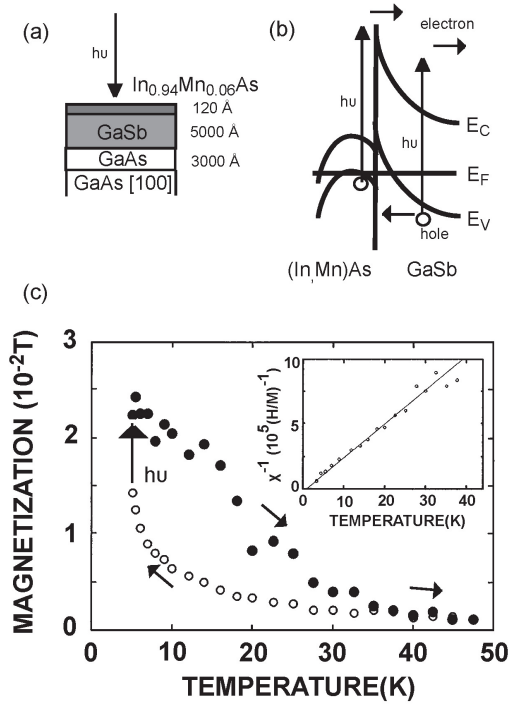 (a)
hυ
In0.94Mn0.06As
120 Å
GaSb
5000 Å
GaAs
3000 Å
GaAs [100]
(b)
electron
hυ
hυ
EC
EF
EV
hole
(In,Mn)As
GaSb
(c)
MAGNETIZATION (10-2T)
3
2
1
0
hυ
χ-1 (105(H/M)-1)
10
5
0
0
10
20
30
40
TEMPERATURE(K)
0
10
20
30
40
50
TEMPERATURE(K)